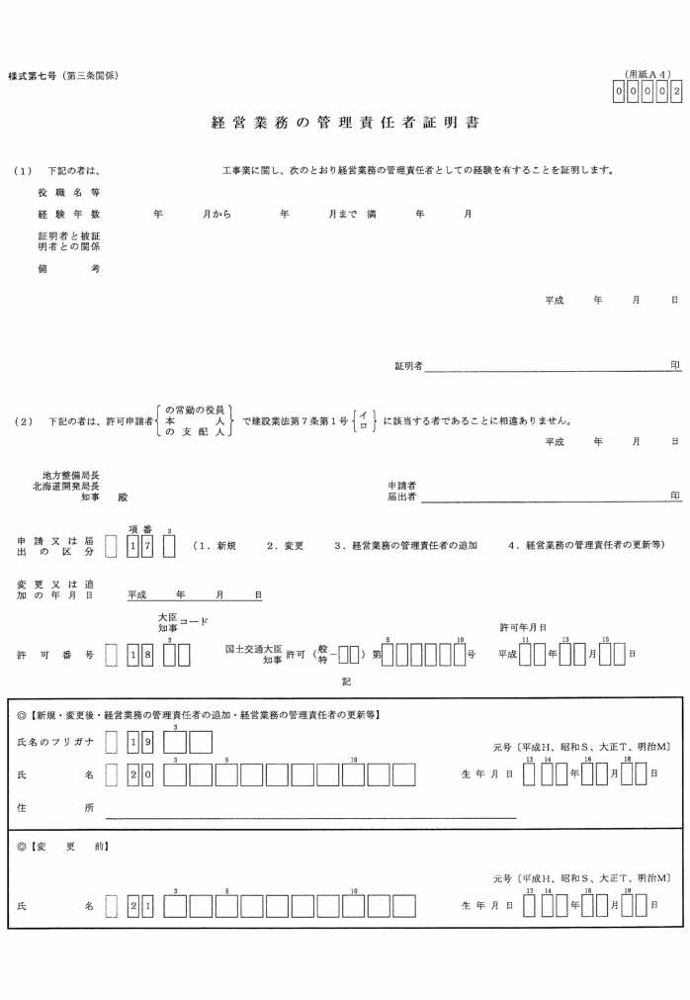 様式第七号（第三条関係）
（用紙Ａ４）
００００２
経営業務の管理責任者証明書
（１） 下記の者は、 工事業に関し、次のとおり経営業務の管理責任者としての経験を有することを証明します。
役職名等
経験年数 年 月から 年 月まで 満 年 月
証明者と被証
明者との関係
備 考
平成 年 月 日
証明者 印
（２） 下記の者は、許可申請者｛の常勤の役員 本人 の支配人｝で建設業法第７条第１号｛イ ロ｝に該当する者であることに相違ありません。
平成 年 月 日
地方整備局長
北海道開発局長
知事 殿
申請者
届出者 印
項番 3
申請又は届
出の区分 １７ （１．新規 ２．変更 ３．経営業務の管理責任者の追加 ４．経営業務の管理責任者の更新等）
変更又は追
加の年月日 平成 年 月 日
大臣
知事コード
許可年月日
3 5 10 11 13 15
許可番号 １８ 国土交通大臣 知事 許可（般 特－ ）第 号 平成 年 月 日
記
◎【新規・変更後・経営業務の管理責任者の追加・経営業務の管理責任者の更新等】
3
氏名のフリガナ １９
元号〔平成Ｈ、昭和Ｓ、大正Ｔ、明治Ｍ〕
3 5 10 13 14 16 18
氏 名 ２０ 生年月日 年 月 日
住 所
◎【変更前】
元号〔平成Ｈ、昭和Ｓ、大正Ｔ、明治Ｍ〕
3 5 10 13 14 16 18
氏 名 ２１ 生年月日 年 月 日